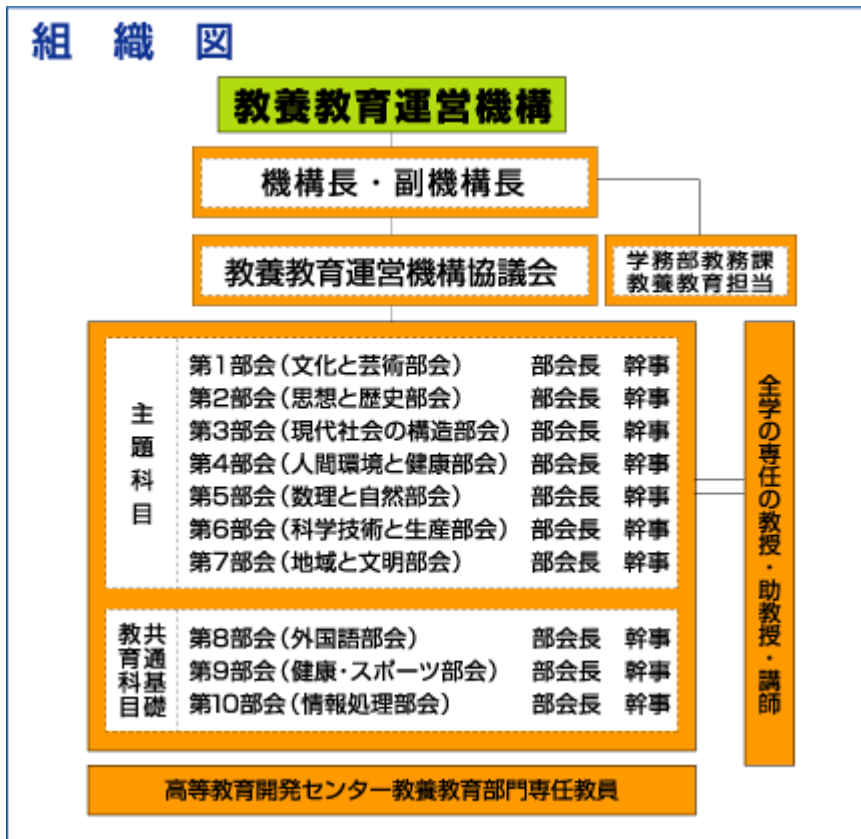 組織図
教養教育運営機構
機構長・副機構長
教養教育運営機構協議会
学務部教務課
教養教育担当
主題科目
第1部会(文化と芸術部会) 部会長 幹事
第2部会(思想と歴史部会) 部会長 幹事
第3部会(現代社会の構造部会) 部会長 幹事
第4部会(人間環境と健康部会) 部会長 幹事
第5部会(数理と自然部会) 部会長 幹事
第6部会(科学技術と生産部会) 部会長 幹事
第7部会(地域と文明部会) 部会長 幹事
共通基礎
教育科目
第8部会(外国語部会) 部会長 幹事
第9部会(健康・スポーツ部会) 部会長 幹事
第10部会(情報処理部会) 部会長 幹事
全学の専任の教授・助教授・講師
高等教育開発センター教養教育部門専任教員